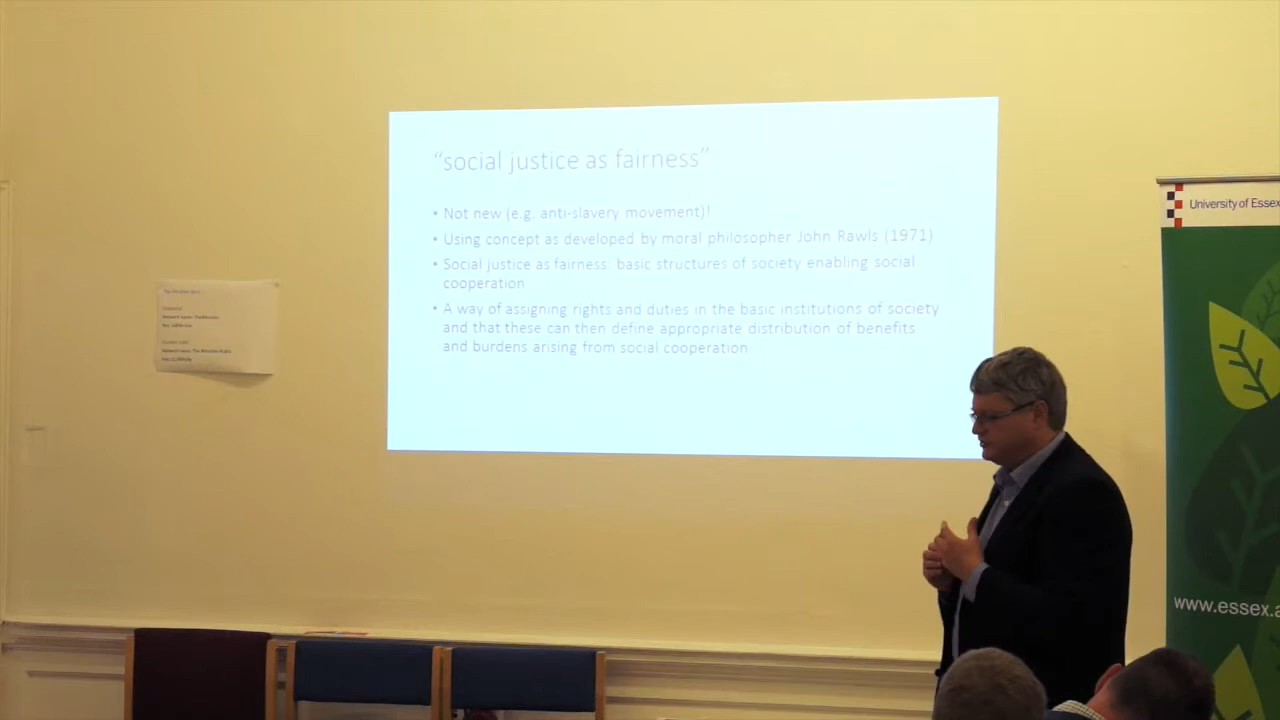 “social justice as fairness”
• Not new (e.g. anti-slavery movement)!
• Using concept as developed by moral philosopher John Rawls (1971)
• Social justice as fairness: basic structures of society enabling social
cooperation
• A way of assigning rights and duties in the basic institutions of society
and that these can then define appropriate distribution of benefits
and burdens arising from social cooperation
University of Essex
www.essex.a